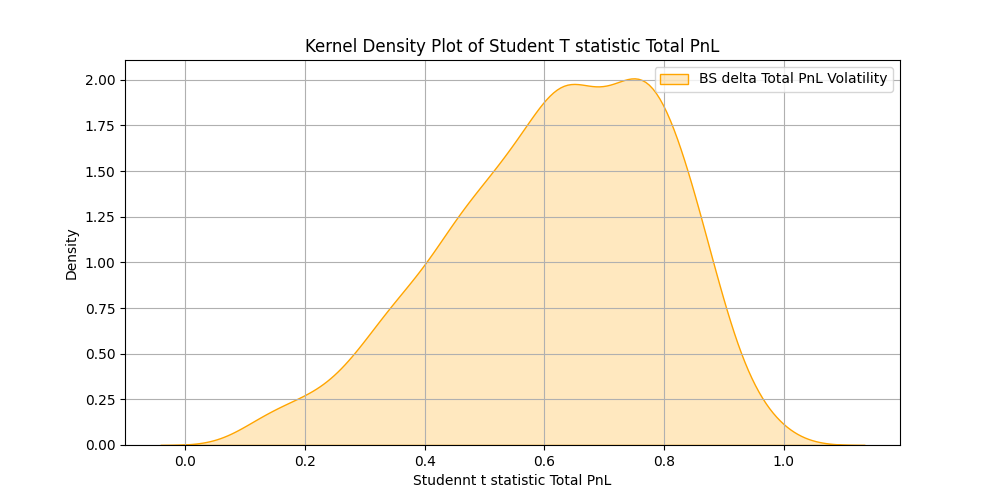 Kernel Density Plot of Student T statistic Total PnL
BS delta Total PnL Volatility
2.00
1.75
1.50
1.25
1.00
0.75
0.50
0.25
0.00
Density
0.0 0.2 0.4 0.6 0.8 1.0
Studennt t statistic Total PnL